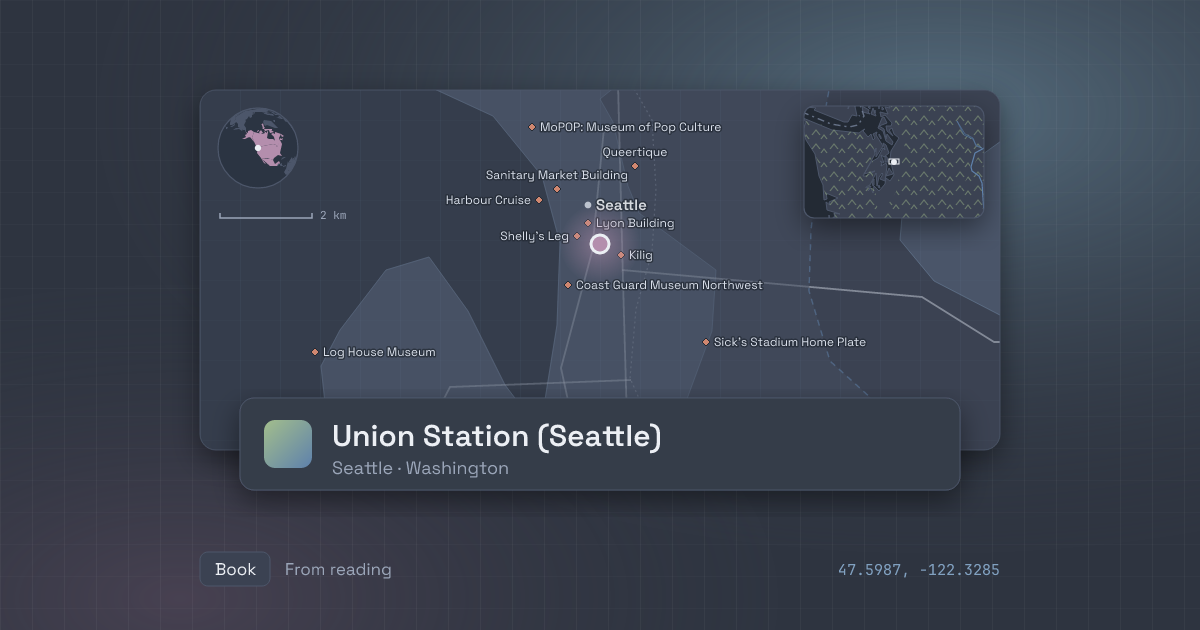 MoPOP: Museum of Pop Culture
Queertique
Sanitary Market Building
Harbour Cruise
Seattle
2 km
Lyon Building
Shelly's Leg
Kilig
Coast Guard Museum Northwest
Sick's Stadium Home Plate
Log House Museum
Union Station (Seattle)
Seattle · Washington
Book From reading
47.5987, -122.3285